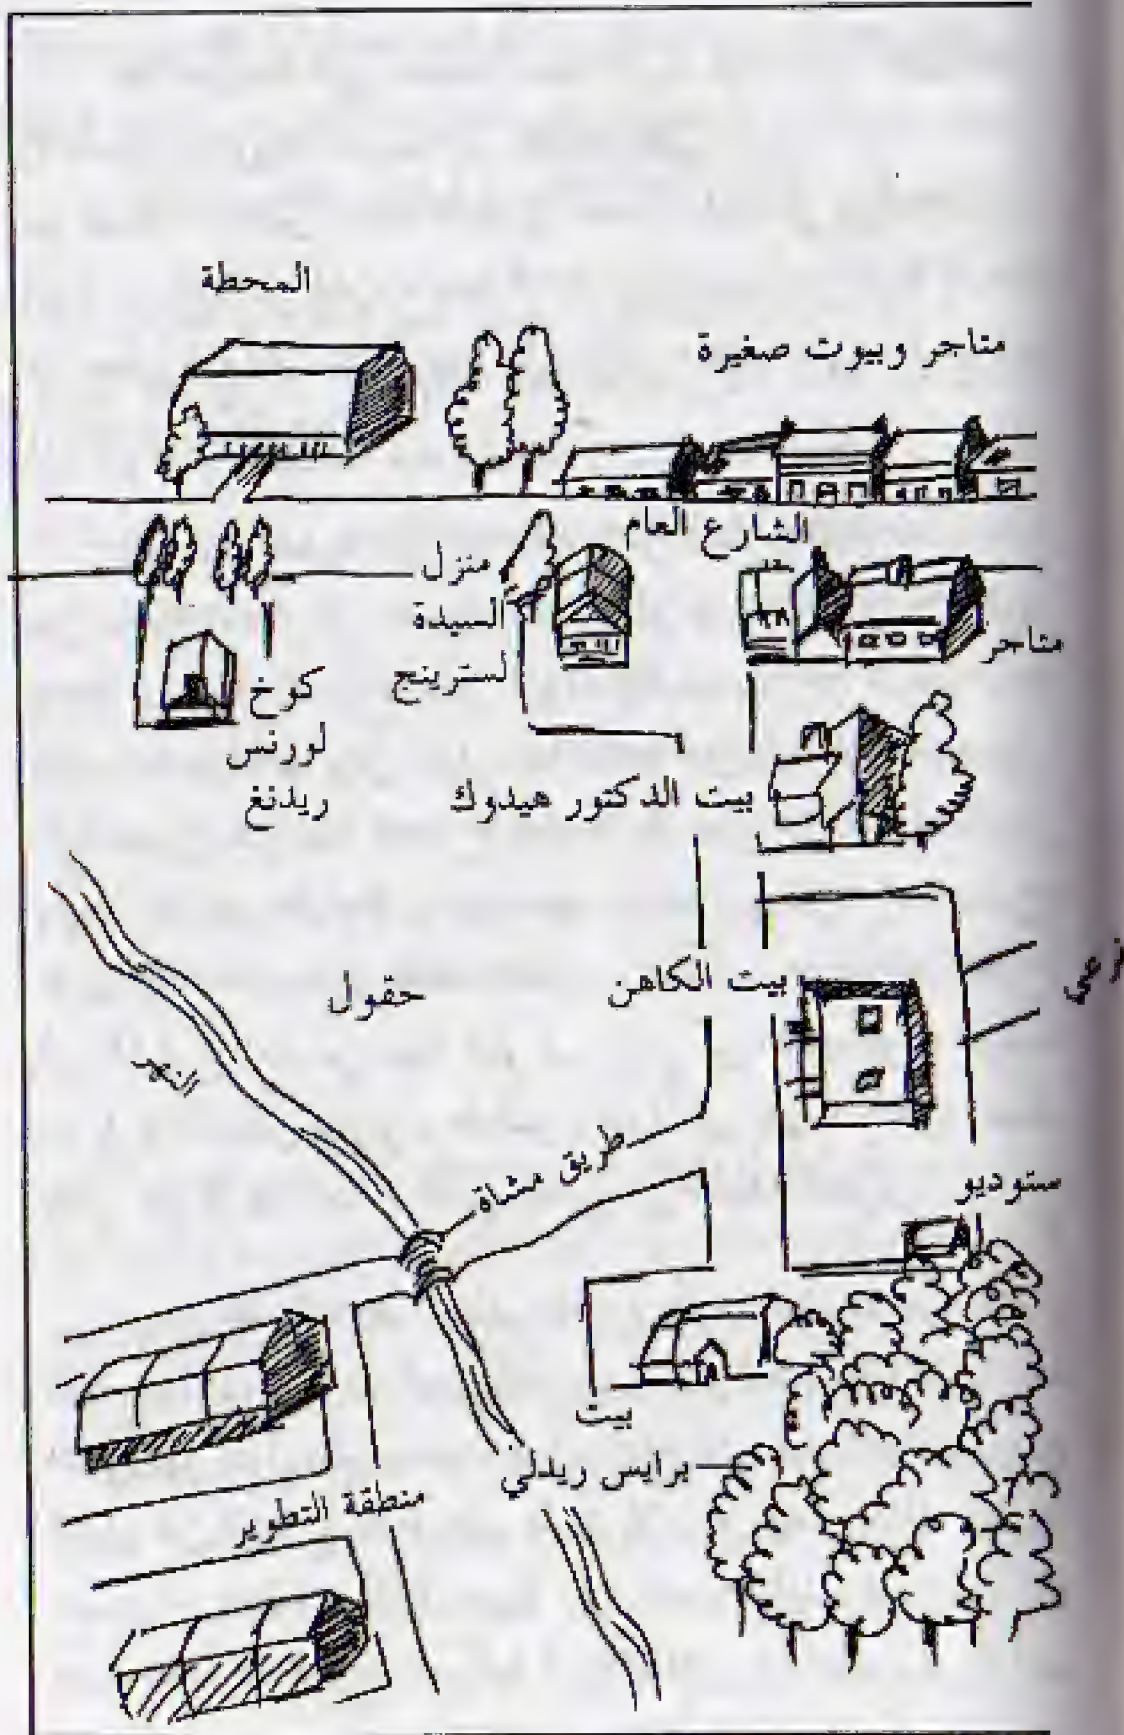 المحطة
متاجر وبيوت صغيرة
الشارع العام
منزل
السيدة
لسترينج
متاجر
كوخ
لورنس
ريدنغ
بيت الدكتور هيدوك
حقول
بيت الكاهن
النهر
طريق مشاة
ستوديو
بيت
برايس ريدلي
منطقة التطوير